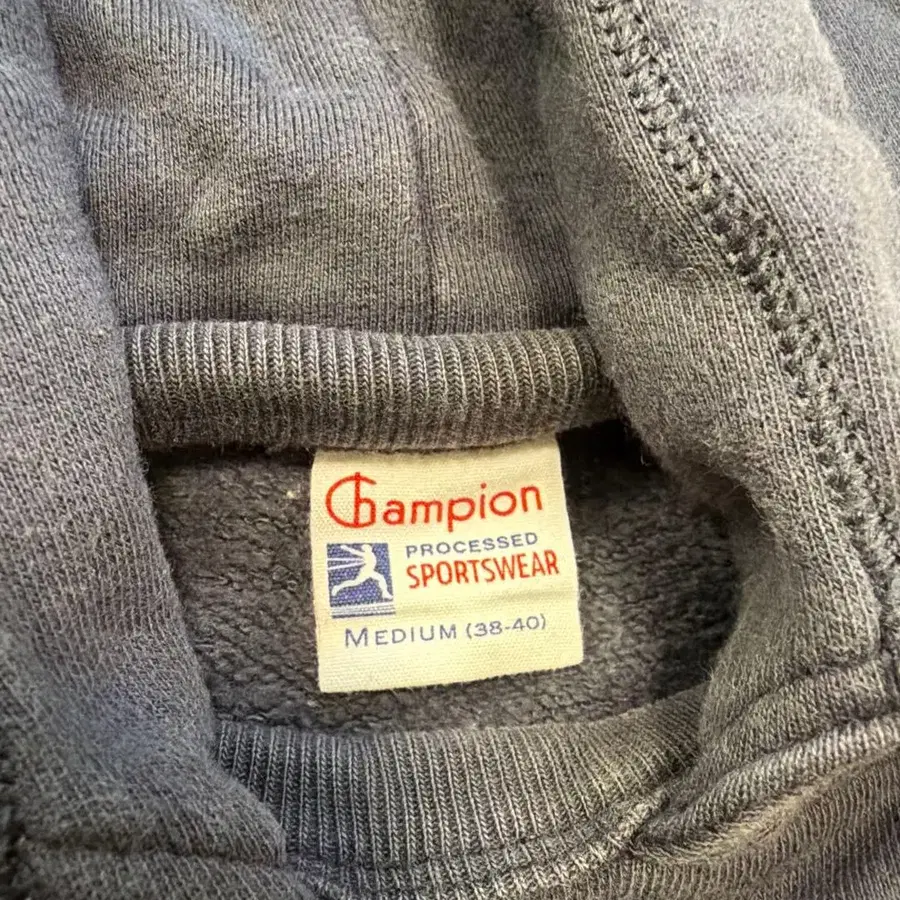 Champion
PROCESSED
SPORTSWEAR
MEDIUM (38-40)